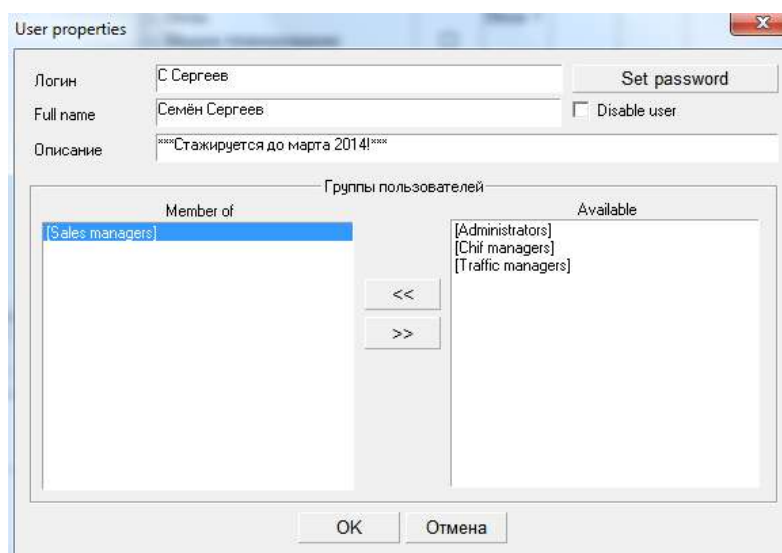 User properties
Логин
С Сергеев
Set password
Full name
Семён Сергеев
Disable user
Описание
***Стажируется до марта 2014!***
Группы пользователей
Member of
Available
[Sales managers]
[Administrators]
[Chif managers]
[Traffic managers]
<<
>>
OK
Отмена